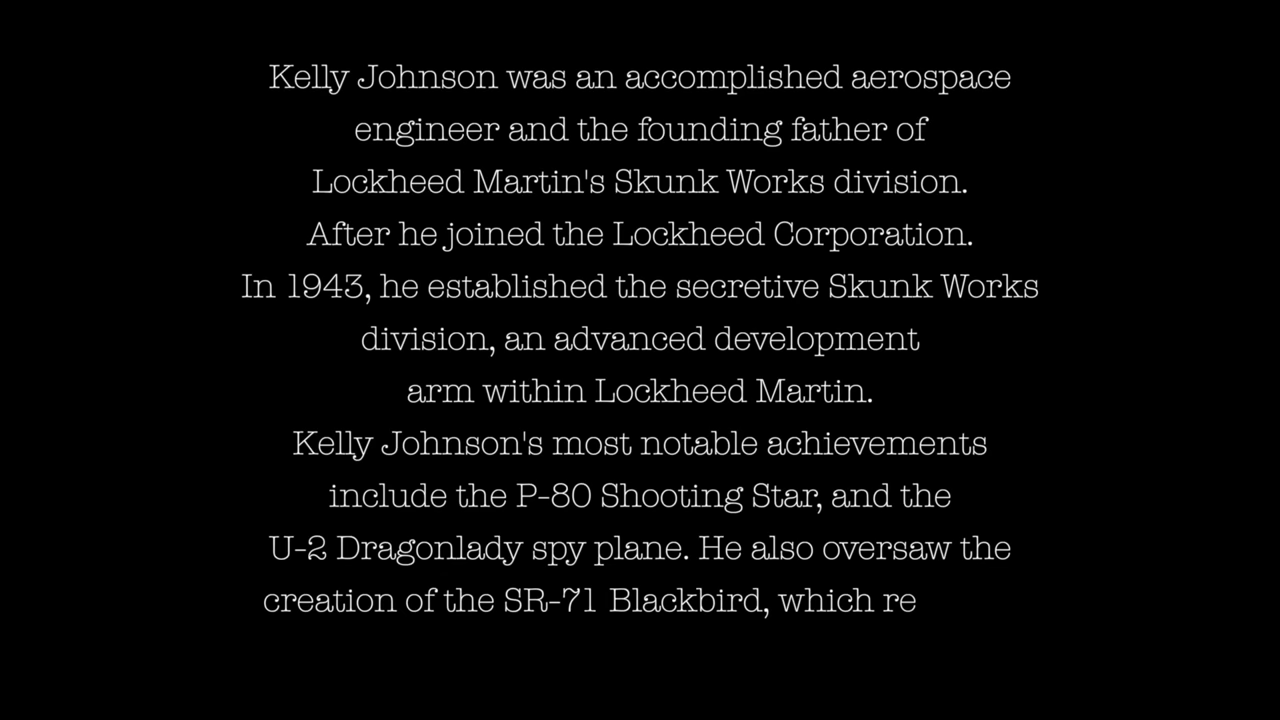 Kelly Johnson was an accomplished aerospace
engineer and the founding father of
Lockheed Martin's Skunk Works division.
After he joined the Lockheed Corporation.
In 1943, he established the secretive Skunk Works
division, an advanced development
arm within Lockheed Martin.
Kelly Johnson's most notable achievements
include the P-80 Shooting Star, and the
U-2 Dragonlady spy plane. He also oversaw the
creation of the SR-71 Blackbird, which re